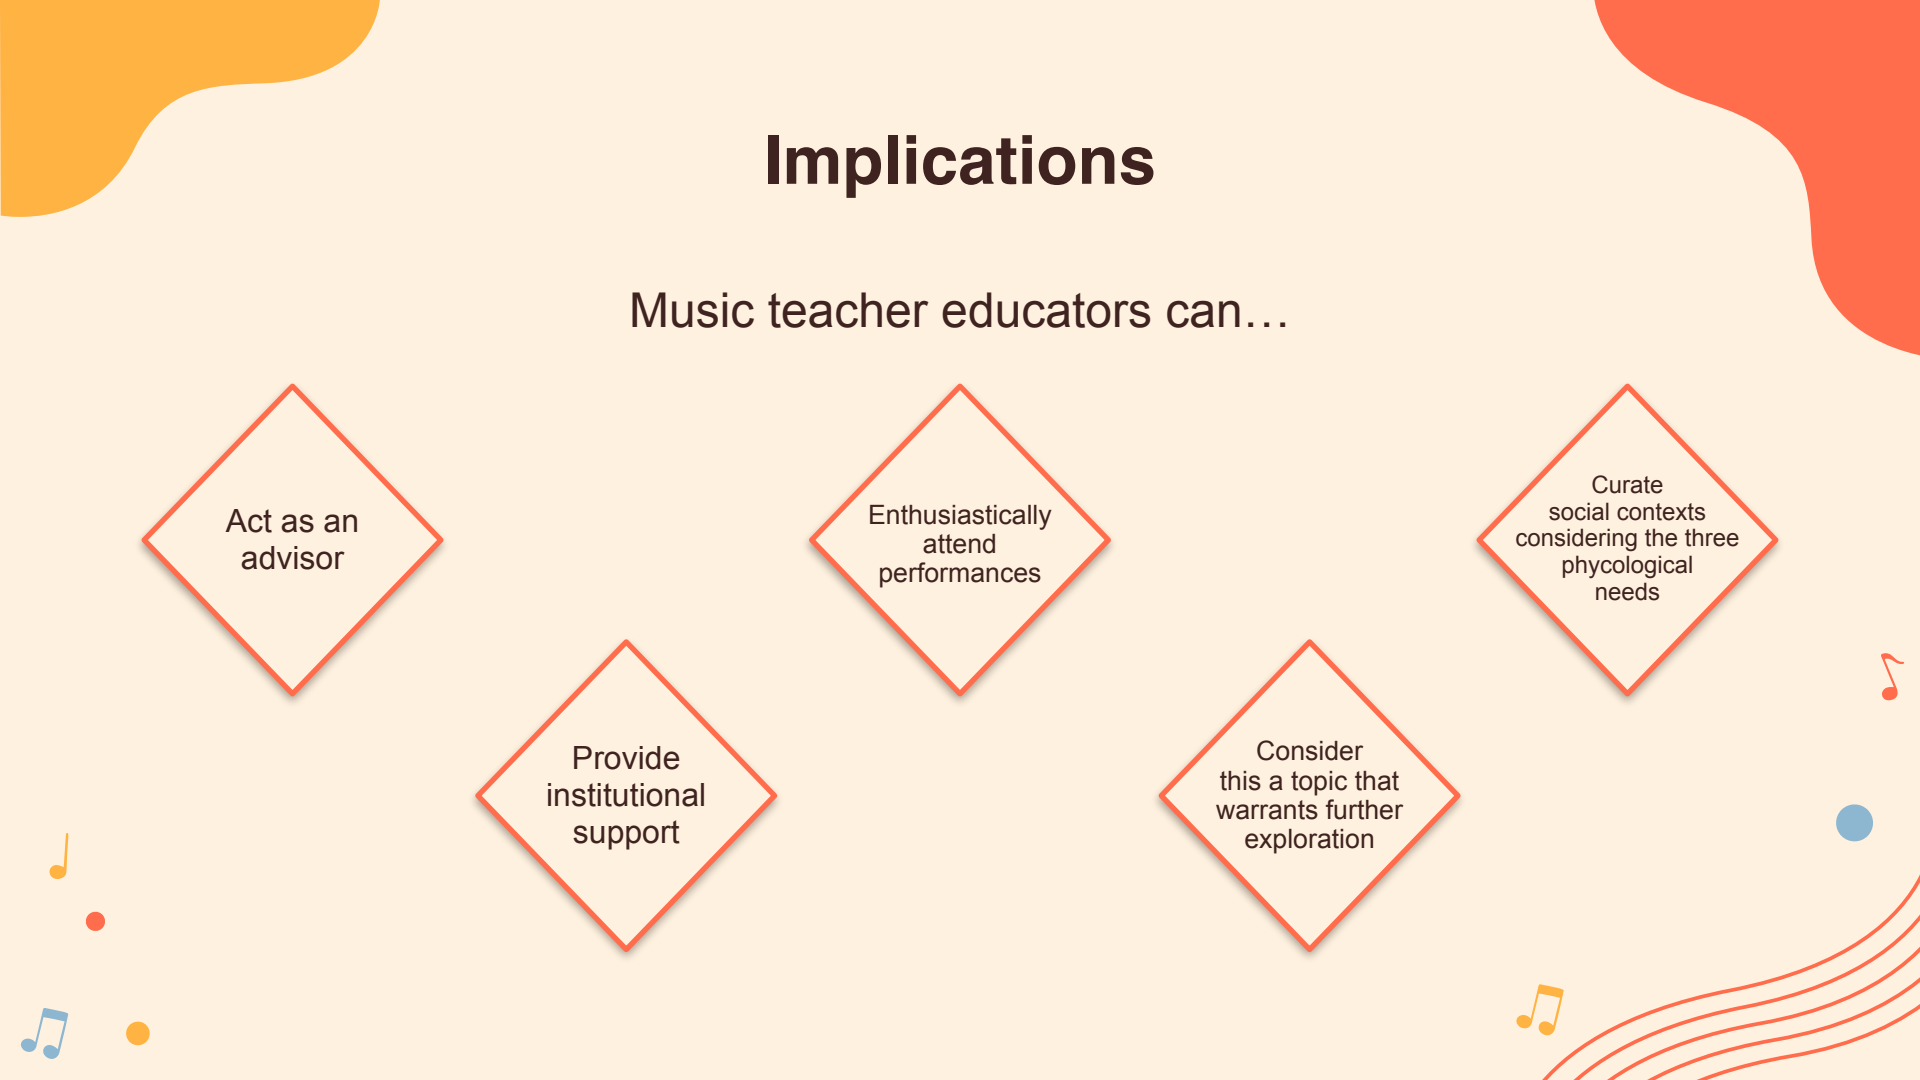 Implications
Music teacher educators can…
Act as an
advisor
Provide
institutional
support
Enthusiastically
attend
performances
Consider
this a topic that
warrants further
exploration
Curate
social contexts
considering the three
phycological
needs